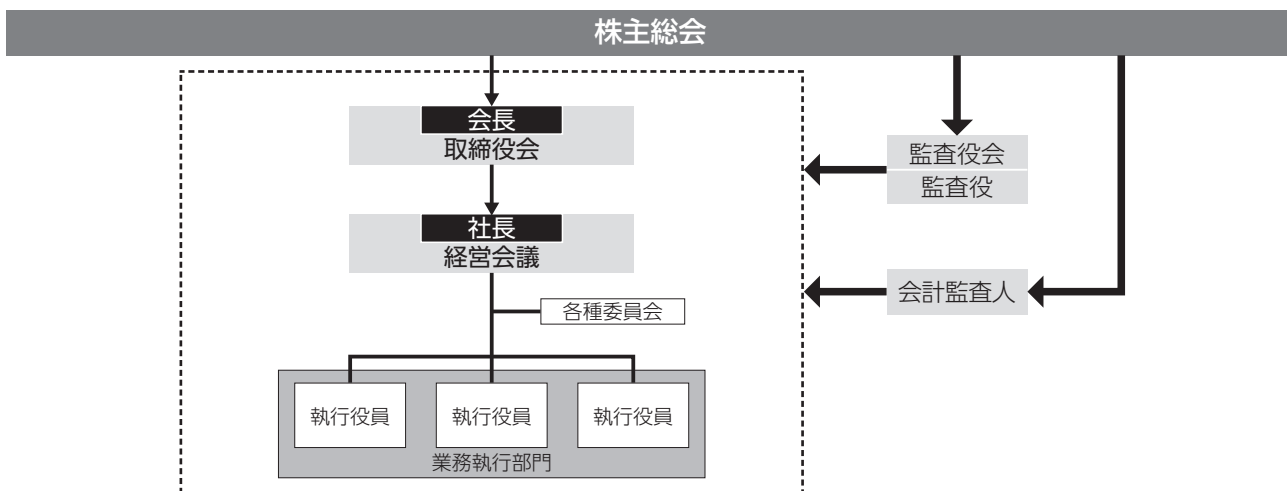 株主総会
会長
取締役会
監査役会
監査役
社長
経営会議
会計監査人
各種委員会
執行役員
執行役員
執行役員
業務執行部門